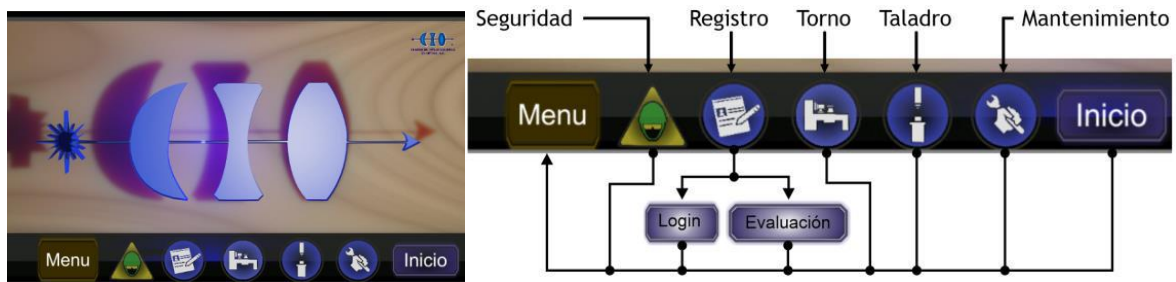 Menu
Inicio
Seguridad
Registro
Torno
Taladro
Mantenimiento
Menu
Inicio
Login
Evaluación